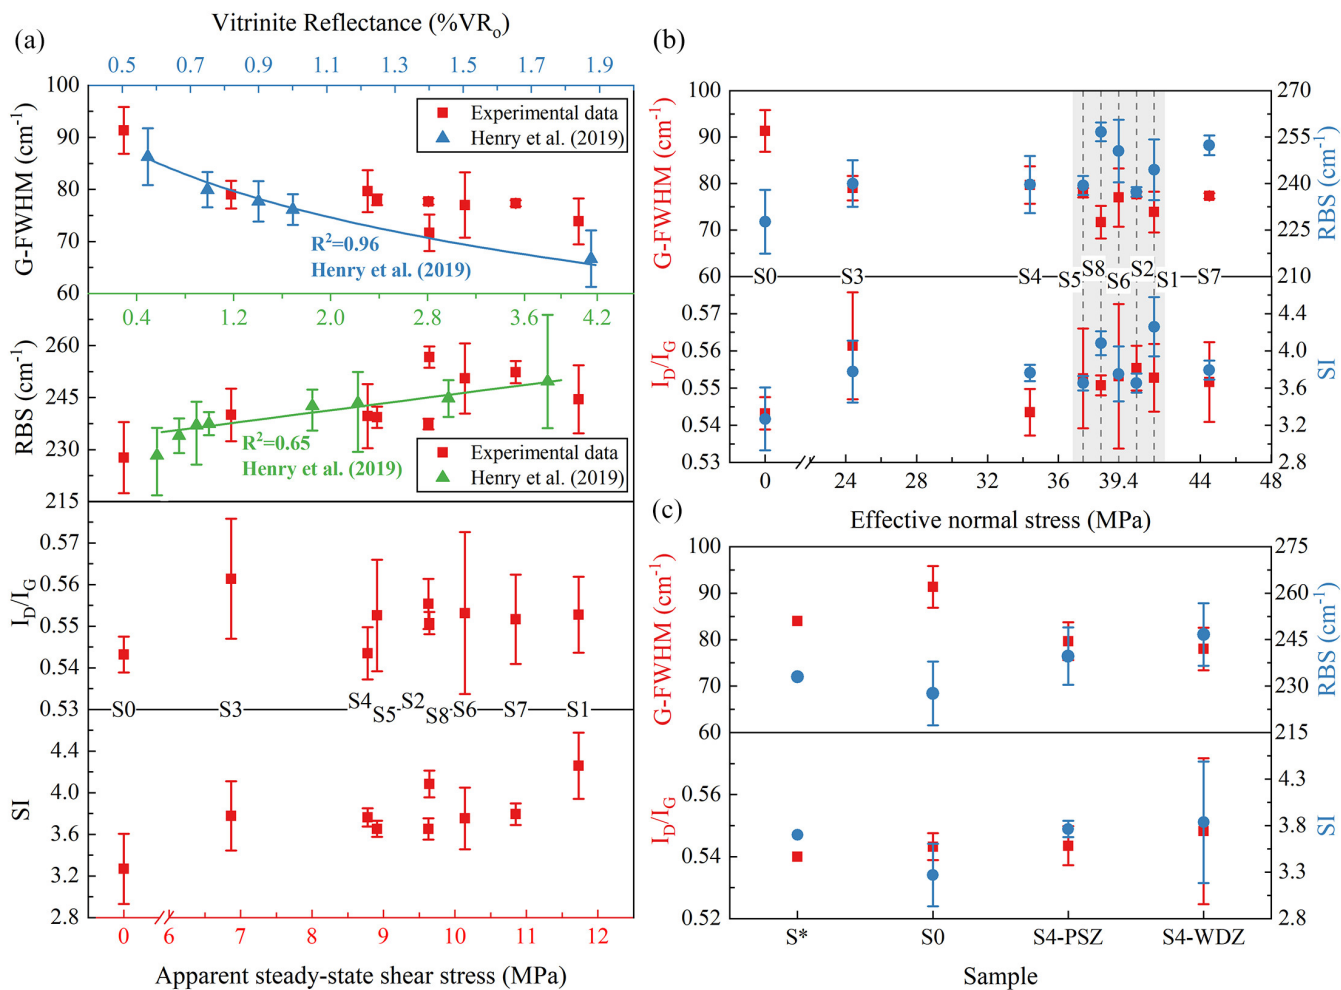 (a)
Vitrinite Reflectance (%VRo)
0.5 0.7 0.9 1.1 1.3 1.5 1.7 1.9
G-FWHM (cm-1)
100
90
80
70
60
Experimental data
Henry et al. (2019)
R2=0.96
Henry et al. (2019)
0.4 1.2 2.0 2.8 3.6 4.2
RBS (cm-1)
260
245
230
215
R2=0.65
Henry et al. (2019)
Experimental data
Henry et al. (2019)
ID/IG
0.57
0.56
0.55
0.54
0.53
S0 S3 S4 S5 S2 S8 S6 S7 S1
SI
4.4
4.0
3.6
3.2
2.8
0 6 7 8 9 10 11 12
Apparent steady-state shear stress (MPa)
(b)
G-FWHM (cm-1)
100
90
80
70
60
RBS (cm-1)
270
255
240
225
210
S0 S3 S4 S5 S8 S6 S2 S1 S7
ID/IG
0.57
0.56
0.55
0.54
0.53
SI
4.4
4.0
3.6
3.2
2.8
0 24 28 32 36 39.4 44 48
Effective normal stress (MPa)
(c)
G-FWHM (cm-1)
100
90
80
70
60
RBS (cm-1)
275
260
245
230
215
ID/IG
0.56
0.54
0.52
SI
4.3
3.8
3.3
2.8
S* S0 S4-PSZ S4-WDZ
Sample